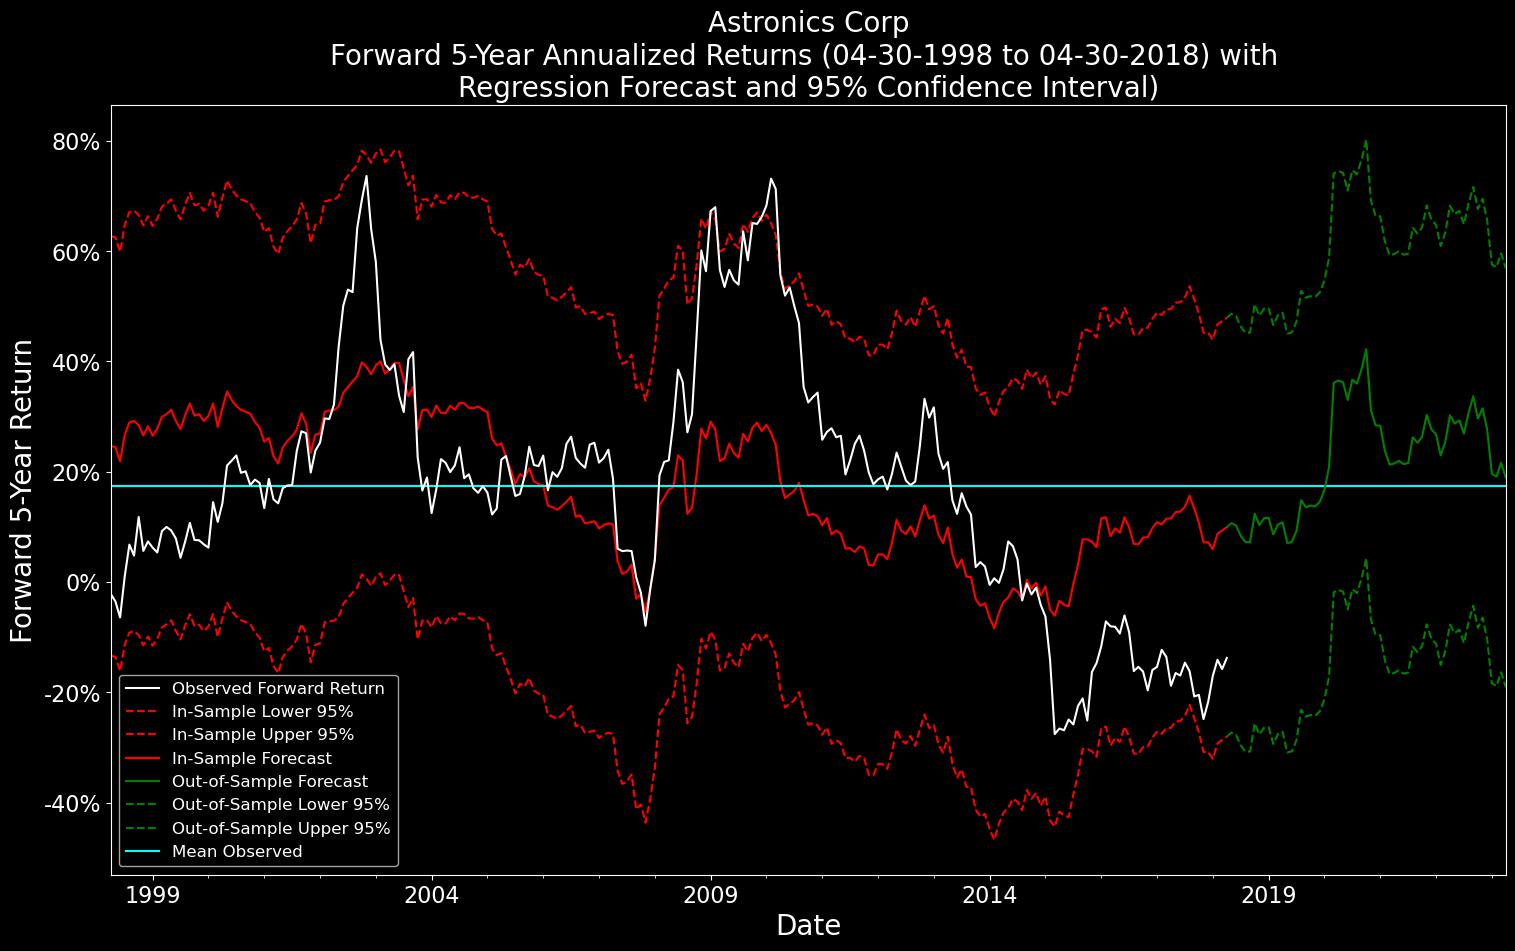 Astronics Corp
Forward 5-Year Annualized Returns (04-30-1998 to 04-30-2018) with
Regression Forecast and 95% Confidence Interval)
Forward 5-Year Return
80%
60%
40%
20%
0%
-20%
-40%
Observed Forward Return
In-Sample Lower 95%
In-Sample Upper 95%
In-Sample Forecast
Out-of-Sample Forecast
Out-of-Sample Lower 95%
Out-of-Sample Upper 95%
Mean Observed
1999 2004 2009 2014 2019
Date